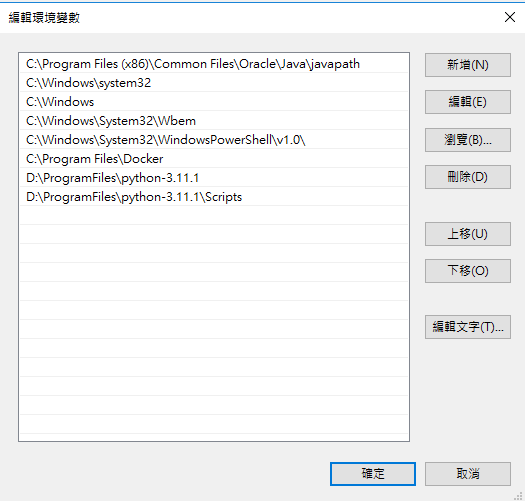 編輯環境變數
C:\Program Files (x86)\Common Files\Oracle\Java\javapath
C:\Windows\system32
C:\Windows
C:\Windows\System32\Wbem
C:\Windows\System32\WindowsPowerShell\v1.0\
C:\Program Files\Docker
D:\ProgramFiles\python-3.11.1
D:\ProgramFiles\python-3.11.1\Scripts
新增(N)
編輯(E)
瀏覽(B)...
刪除(D)
上移(U)
下移(O)
編輯文字(T)...
確定
取消